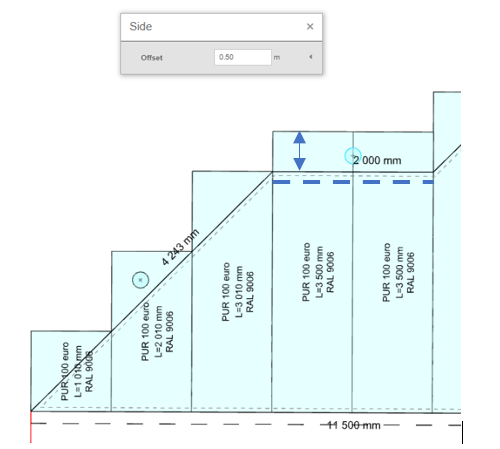 Side
×
Offset 0.50 m
2 000 mm
4 243 mm
PUR 100 euro
L=1 010 mm
RAL 9006
PUR 100 euro
L=2 010 mm
RAL 9006
PUR 100 euro
L=3 010 mm
RAL 9006
PUR 100 euro
L=3 500 mm
RAL 9006
PUR 100 euro
L=3 500 mm
RAL 9006
11 500 mm